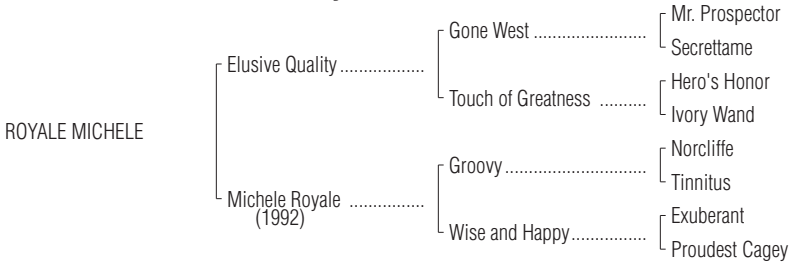 Mr. Prospector
Gone West ........................
Secrettame
Elusive Quality ..................
Hero's Honor
Touch of Greatness ..........
Ivory Wand
ROYALE MICHELE
Norcliffe
Groovy ..............................
Tinnitus
Michele Royale ................
(1992)
Exuberant
Wise and Happy................
Proudest Cagey